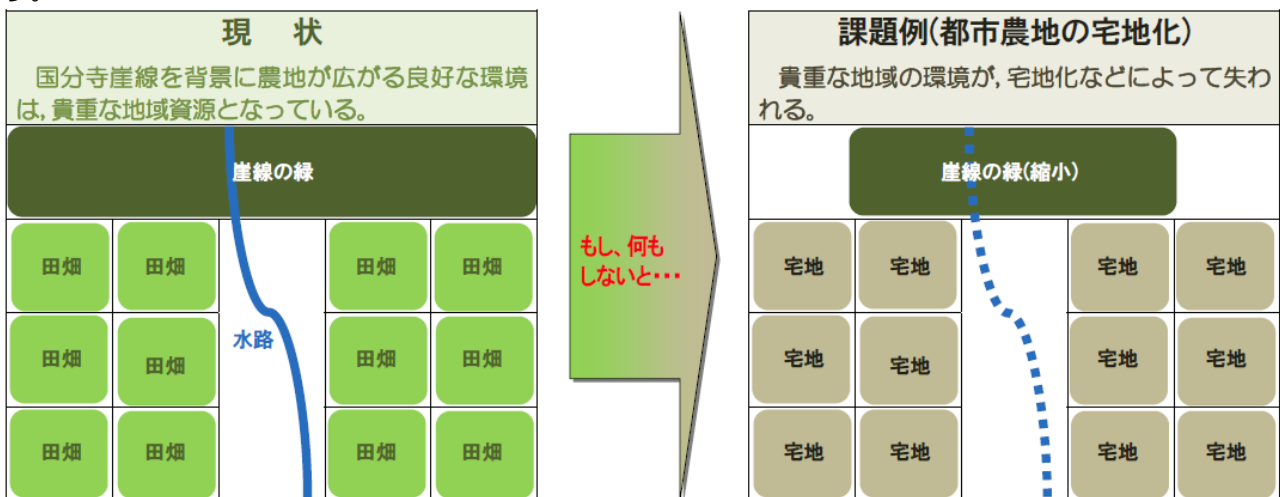 す。
現 状
国分寺崖線を背景に農地が広がる良好な環境
は,貴重な地域資源となっている。
崖線の緑
田畑 田畑 田畑 田畑
水路
田畑 田畑 田畑 田畑
田畑 田畑 田畑 田畑
もし、何も
しないと・・・
課題例(都市農地の宅地化)
貴重な地域の環境が,宅地化などによって失わ
れる。
崖線の緑(縮小)
宅地 宅地 宅地 宅地
宅地 宅地 宅地 宅地
宅地 宅地 宅地 宅地